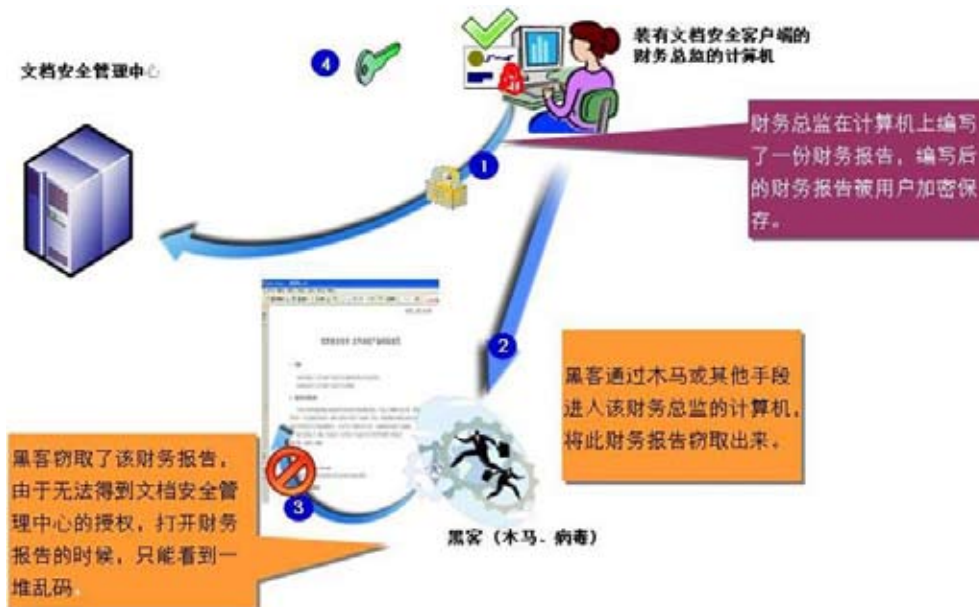 文档安全管理中心
4
装有文档安全客户端的
财务总监的计算机
1
财务总监在计算机上编写
了一份财务报告，编写后
的财务报告被用户加密保
存。
2
黑客通过木马或其他手段
进入该财务总监的计算机，
将此财务报告窃取出来。
黑客窃取了该财务报告，
由于无法得到文档安全管
理中心的授权，打开财务
报告的时候，只能看到一
堆乱码。
3
黑客（木马、病毒）